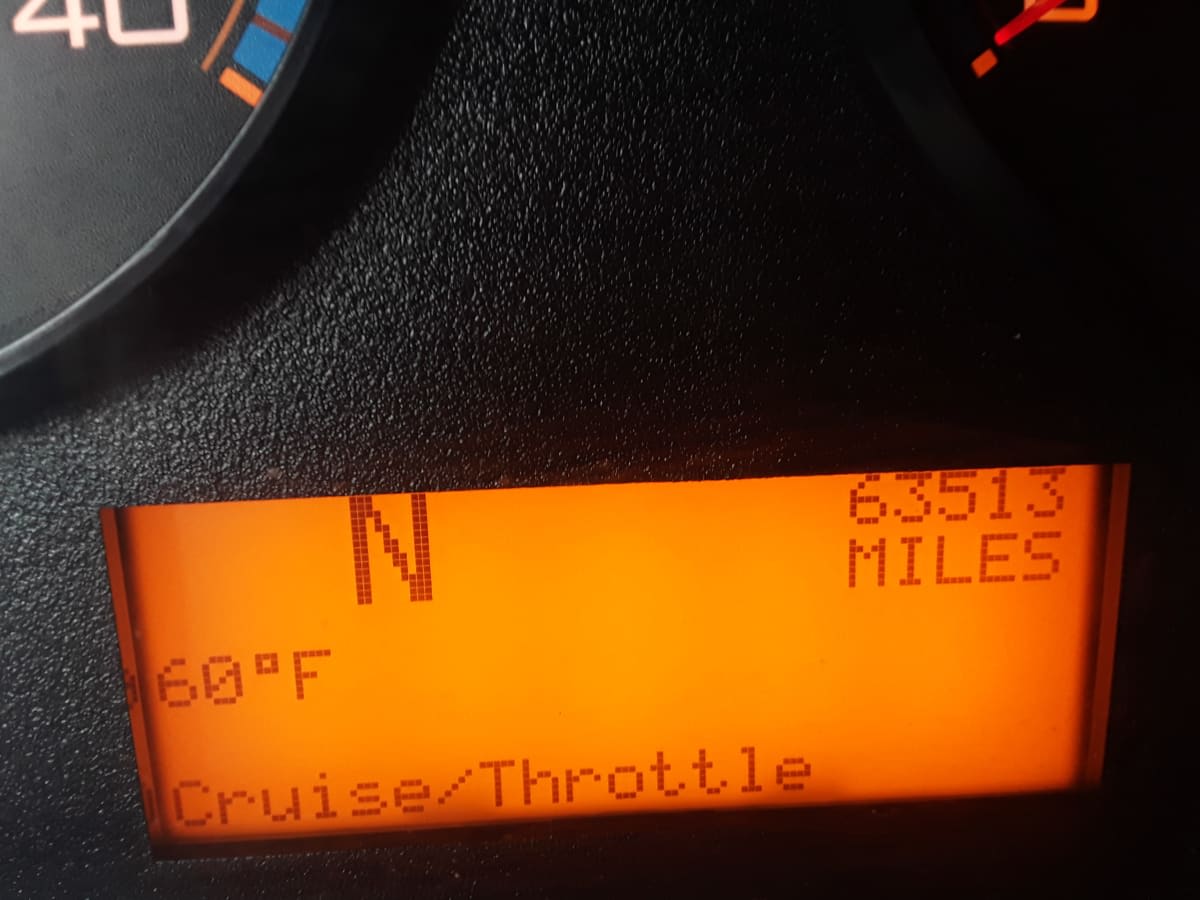 40
N
63513
MILES
60°F
Cruise/Throttle